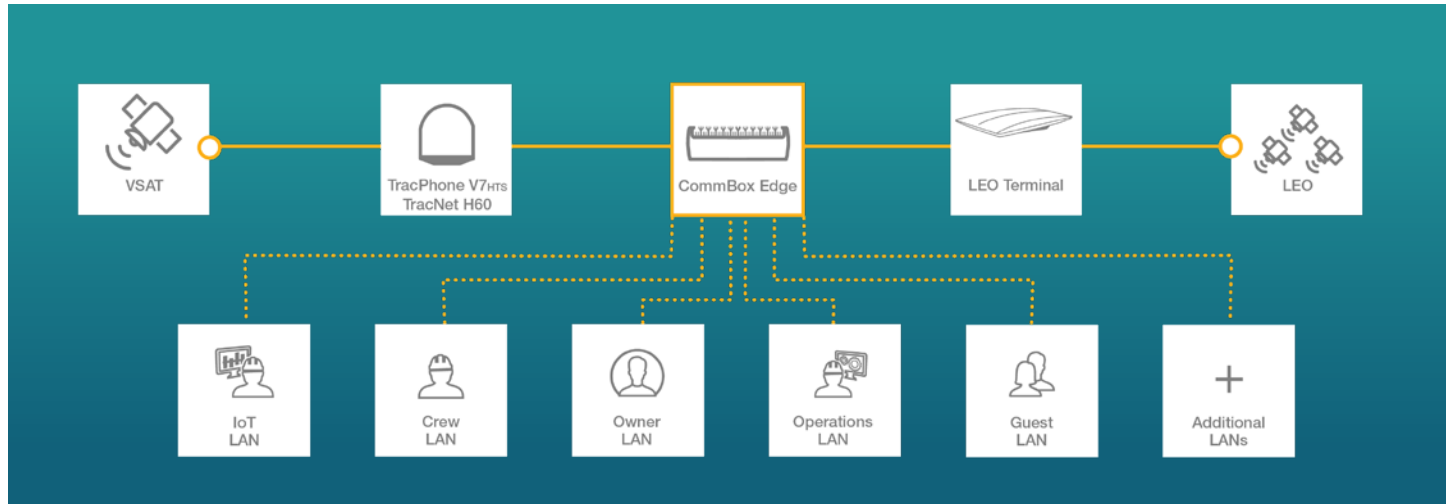 VSAT
TracPhone V7HTS
TracNet H60
CommBox Edge
LEO Terminal
LEO
IoT
LAN
Crew
LAN
Owner
LAN
Operations
LAN
Guest
LAN
Additional
LANs